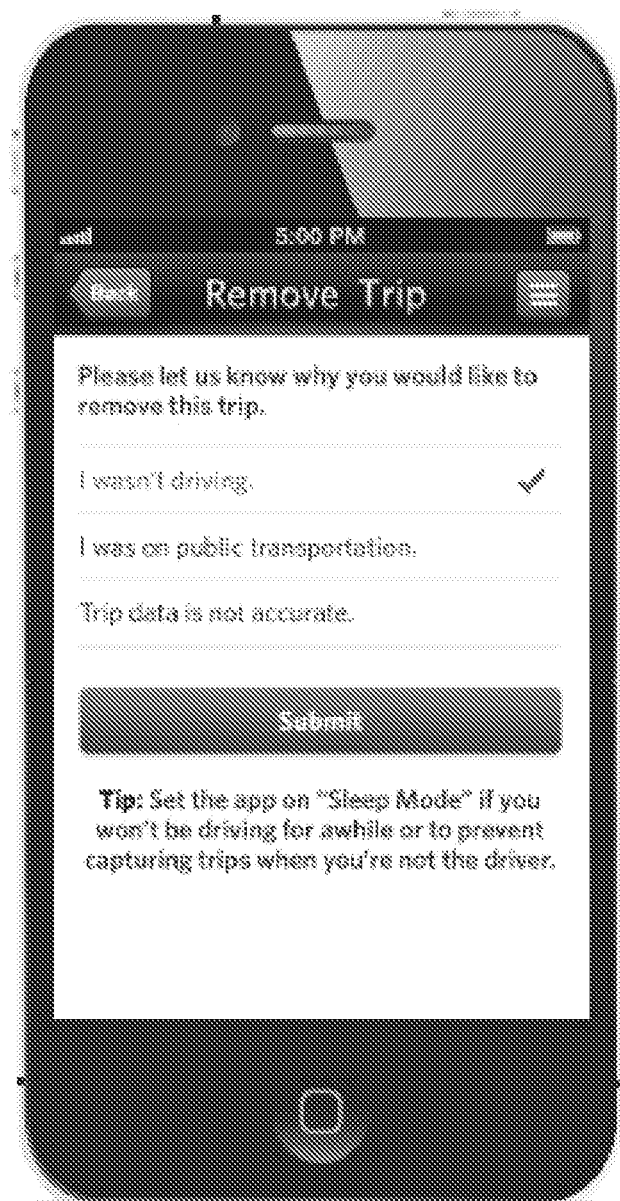 5:00 PM
Back
Remove Trip
Please let us know why you would like to
remove this trip.
I wasn't driving.
I was on public transportation.
Trip data is not accurate.
Submit
Tip: Set the app on "Sleep Mode" if you
won't be driving for awhile or to prevent
capturing trips when you're not the driver.